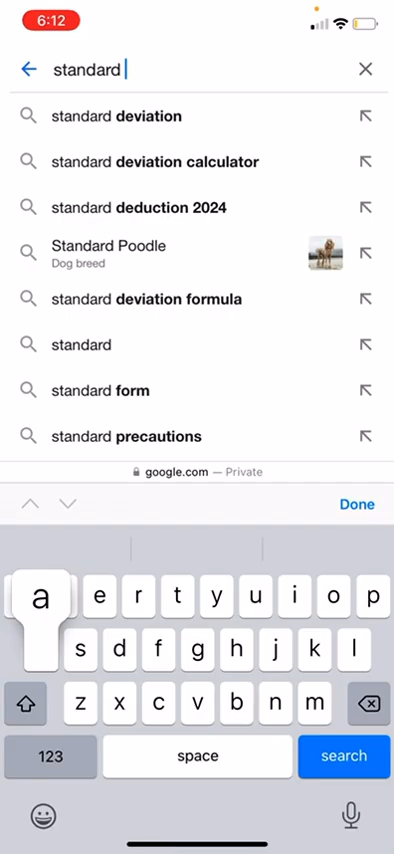 6:12
standard
standard deviation
standard deviation calculator
standard deduction 2024
Standard Poodle
Dog breed
standard deviation formula
standard
standard form
standard precautions
google.com — Private
Done
a e r t y u i o p
s d f g h j k l
z x c v b n m
123 space search